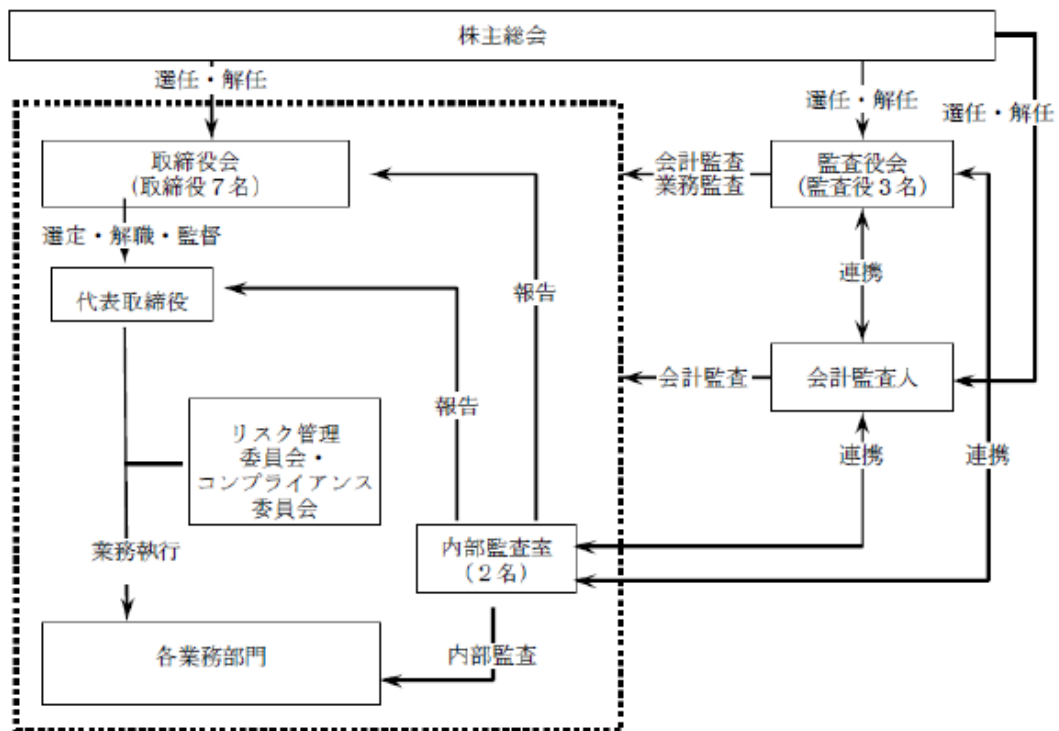 株主総会
選任・解任
選任・解任
選任・解任
取締役会
(取締役7名)
会計監査
業務監査
監査役会
(監査役3名)
選定・解職・監督
連携
代表取締役
報告
会計監査
会計監査人
報告
リスク管理
委員会・
コンプライアンス
委員会
連携
連携
業務執行
内部監査室
(2名)
各業務部門
内部監査